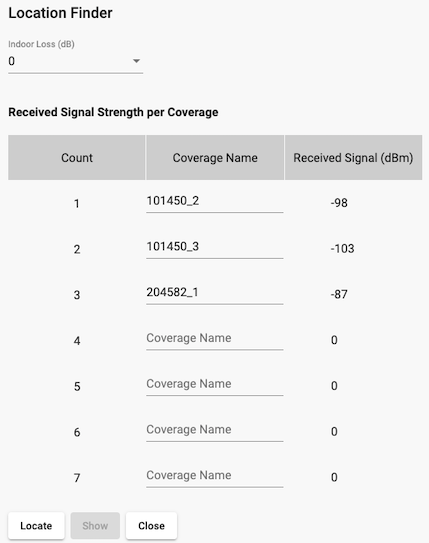 Location Finder
Indoor Loss (dB)
0
Received Signal Strength per Coverage
Count Coverage Name Received Signal (dBm)
1 101450_2 -98
2 101450_3 -103
3 204582_1 -87
4 Coverage Name 0
5 Coverage Name 0
6 Coverage Name 0
7 Coverage Name 0
Locate Show Close